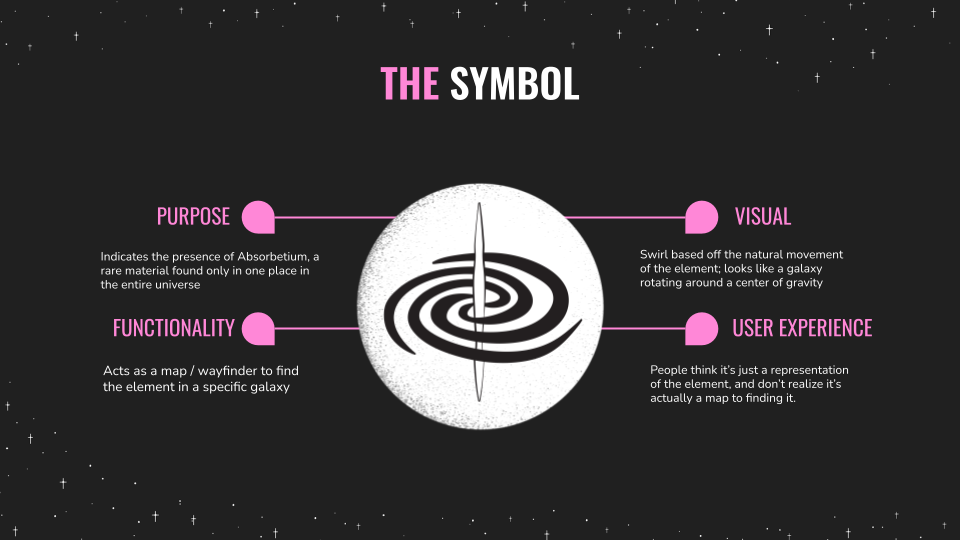 THE SYMBOL
PURPOSE
Indicates the presence of Absorbetium, a
rare material found only in one place in
the entire universe
FUNCTIONALITY
Acts as a map / wayfinder to find
the element in a specific galaxy
VISUAL
Swirl based off the natural movement
of the element; looks like a galaxy
rotating around a center of gravity
USER EXPERIENCE
People think it’s just a representation
of the element, and don’t realize it’s
actually a map to finding it.